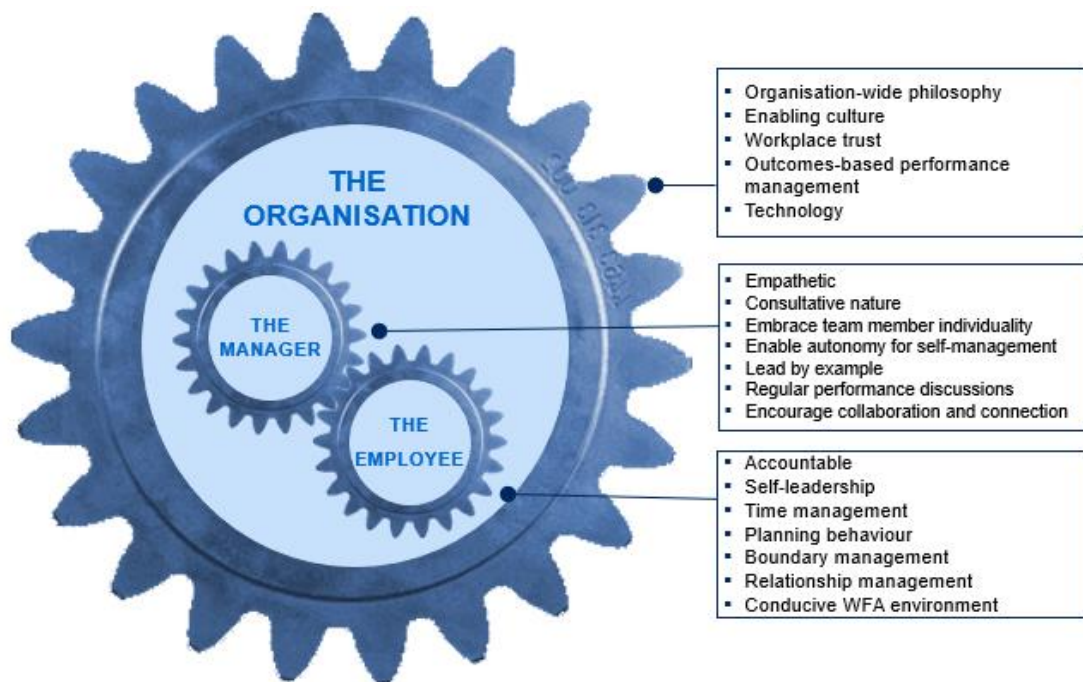 THE
ORGANISATION
THE
MANAGER
THE
EMPLOYEE
▪ Organisation-wide philosophy
▪ Enabling culture
▪ Workplace trust
▪ Outcomes-based performance
management
▪ Technology
▪ Empathetic
▪ Consultative nature
▪ Embrace team member individuality
▪ Enable autonomy for self-management
▪ Lead by example
▪ Regular performance discussions
▪ Encourage collaboration and connection
▪ Accountable
▪ Self-leadership
▪ Time management
▪ Planning behaviour
▪ Boundary management
▪ Relationship management
▪ Conducive WFA environment